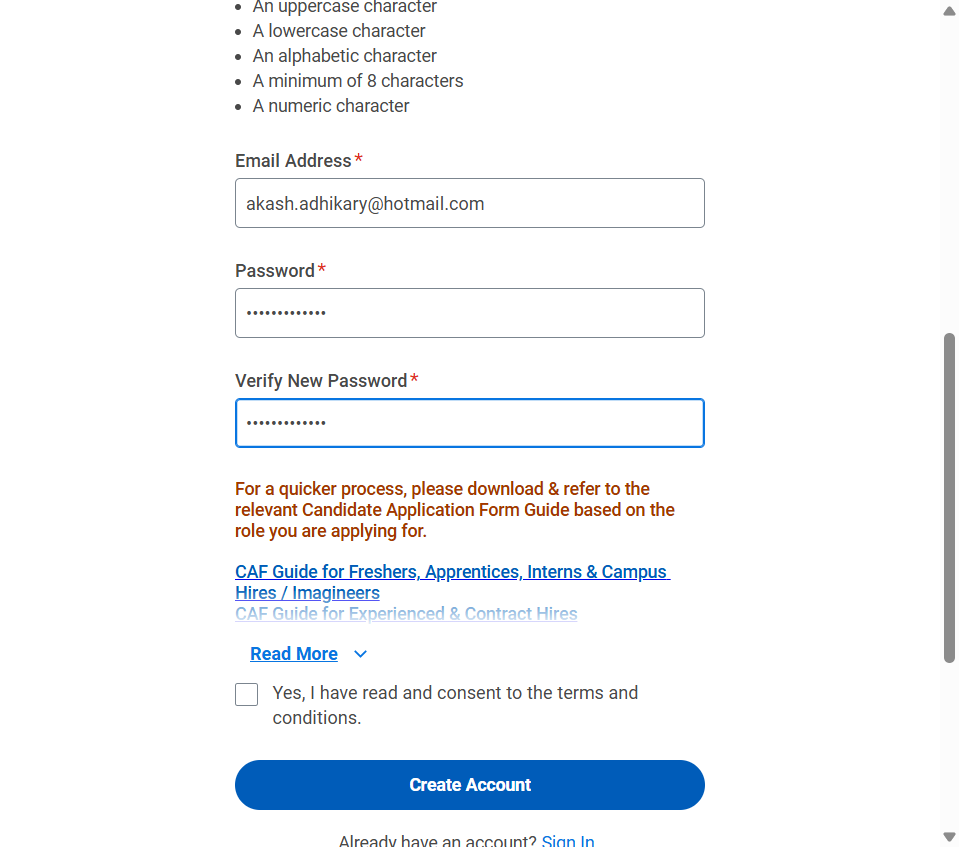 An uppercase character
A lowercase character
An alphabetic character
A minimum of 8 characters
A numeric character
Email Address*
akash.adhikary@hotmail.com
Password*
•••••••••••••
Verify New Password*
•••••••••••••
For a quicker process, please download & refer to the
relevant Candidate Application Form Guide based on the
role you are applying for.
CAF Guide for Freshers, Apprentices, Interns & Campus
Hires / Imagineers
CAF Guide for Experienced & Contract Hires
Read More
Yes, I have read and consent to the terms and
conditions.
Create Account
Already have an account? Sign In